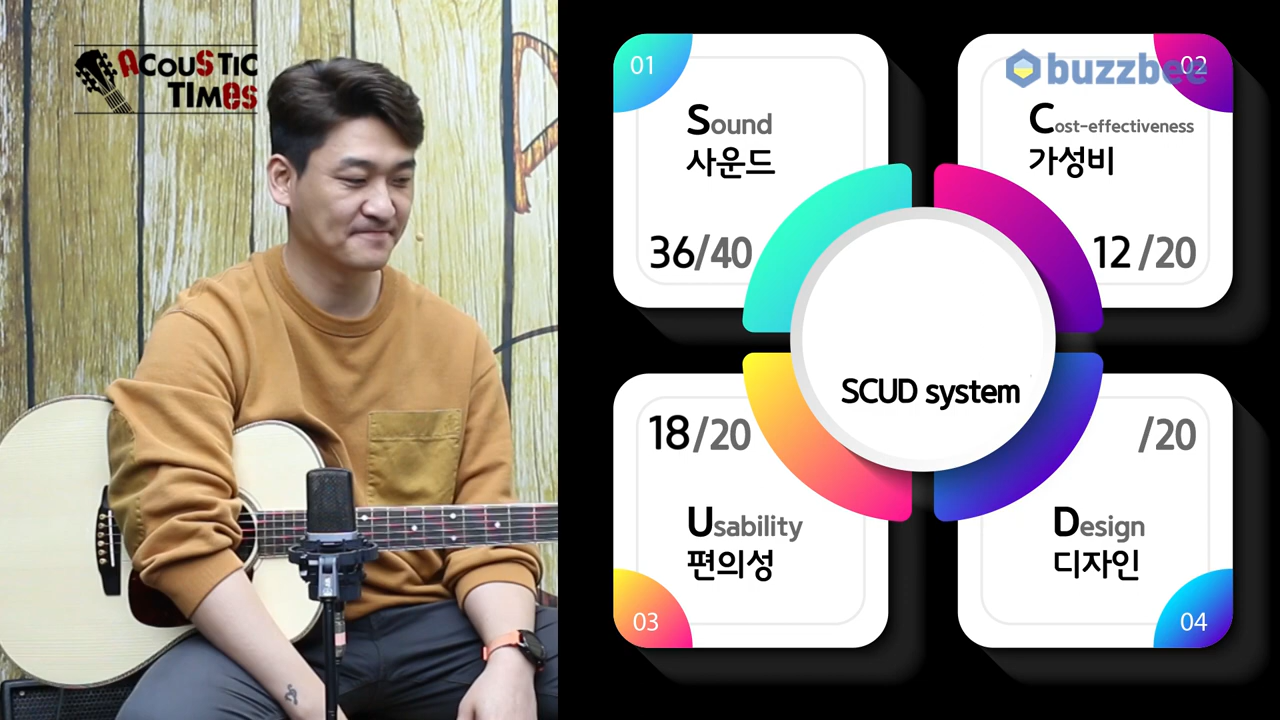 ACOUSTIC
TIMES
01
Sound
사운드
36/40
buzzbee
02
Cost-effectiveness
가성비
12 /20
SCUD system
18/20
Usability
편의성
03
/20
Design
디자인
04